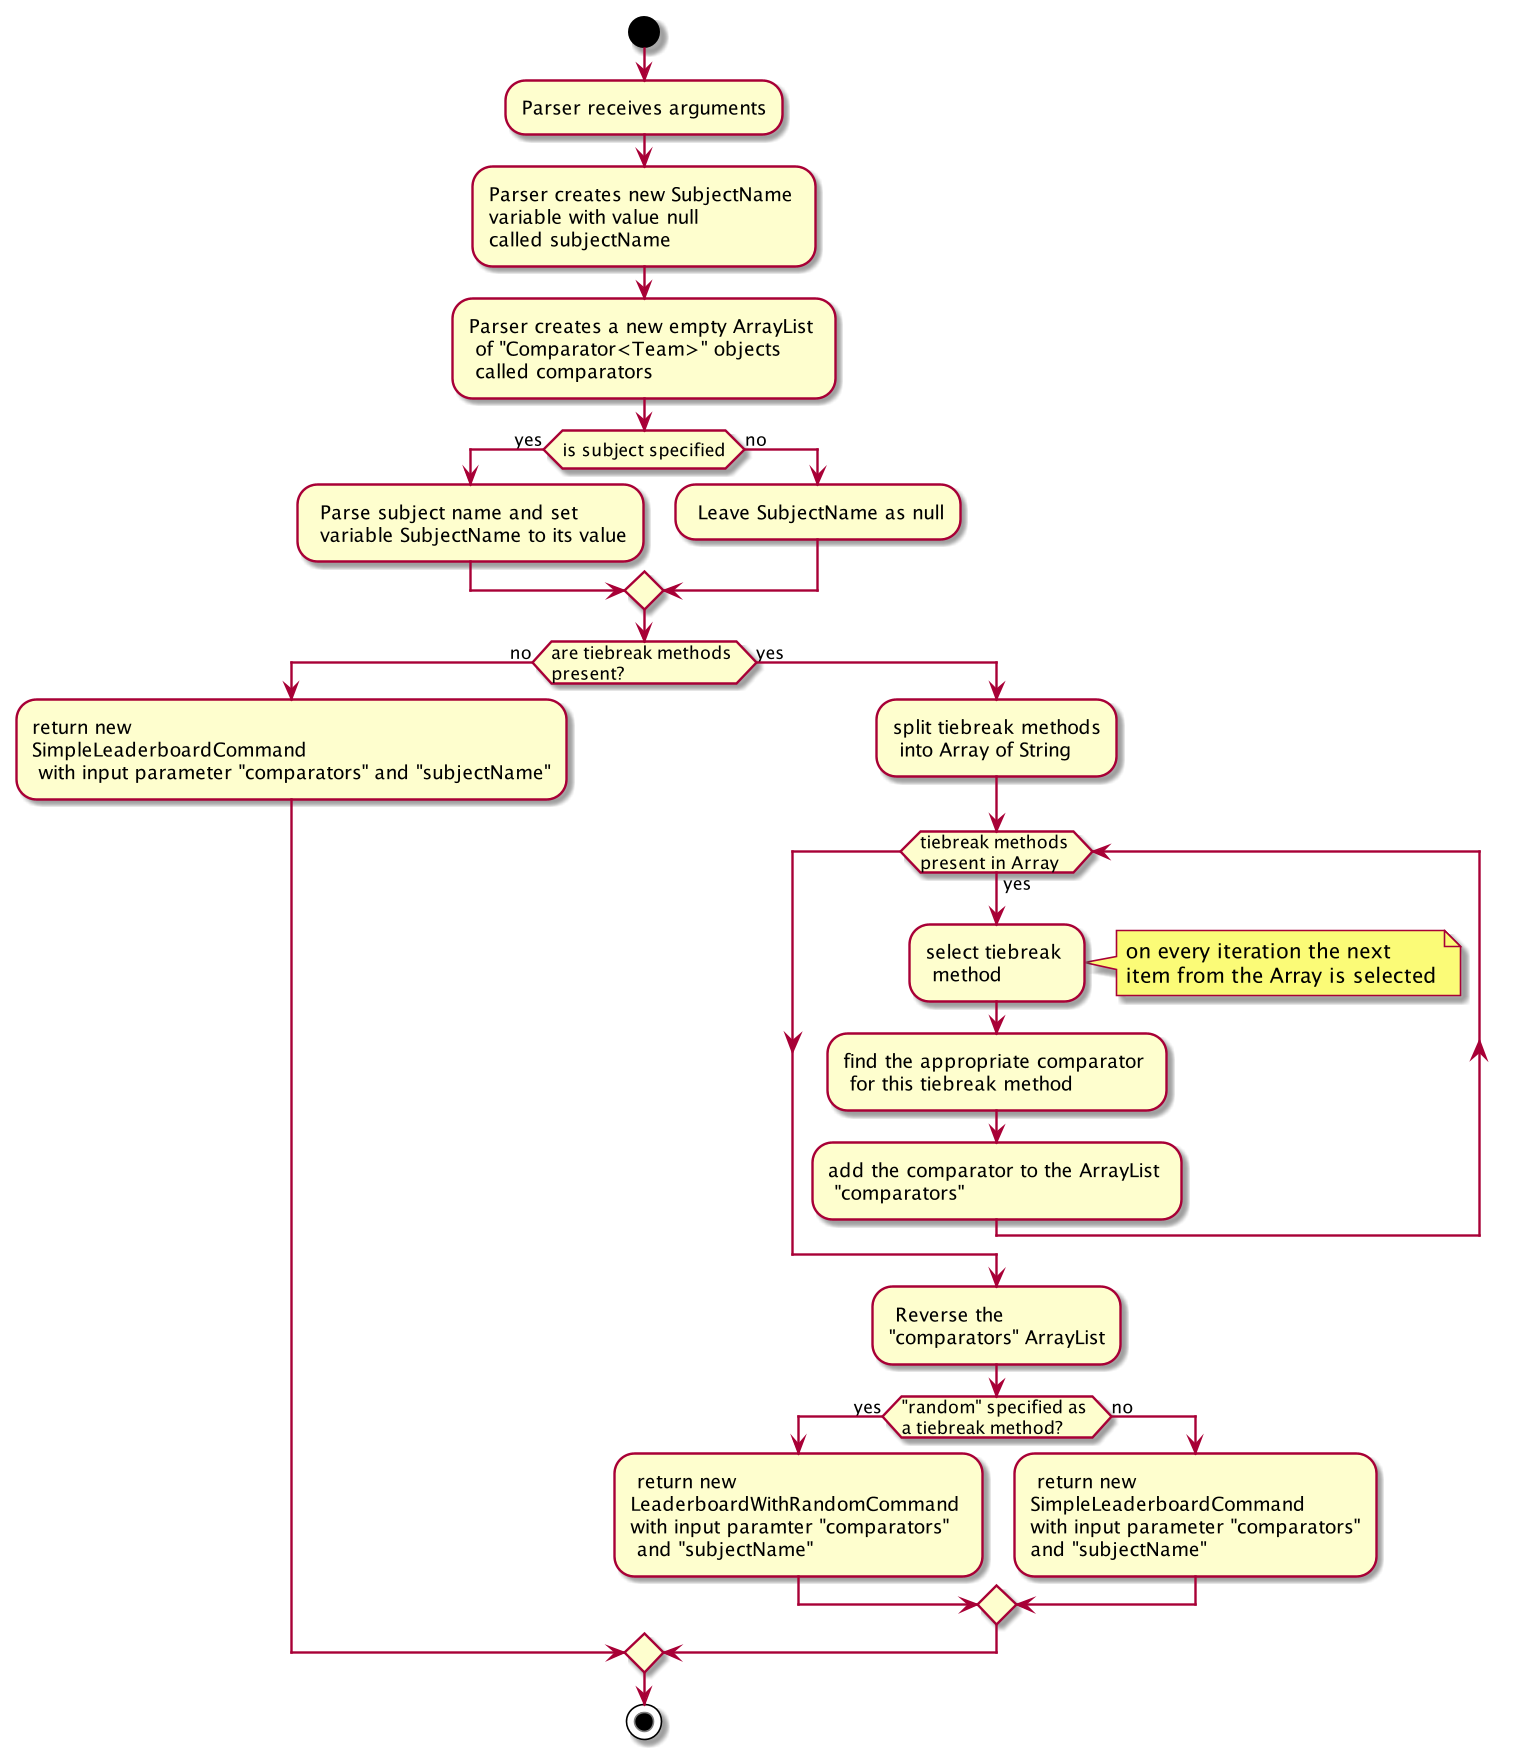 Parser receives arguments
Parser creates new SubjectName
variable with value null
called subjectName
Parser creates a new empty ArrayList
of "Comparator<Team>" objects
called comparators
yes
is subject specified
no
Parse subject name and set
variable SubjectName to its value
Leave SubjectName as null
no
are tiebreak methods
present?
yes
return new
SimpleLeaderboardCommand
with input parameter "comparators" and "subjectName"
split tiebreak methods
into Array of String
tiebreak methods
present in Array
yes
select tiebreak
method
on every iteration the next
item from the Array is selected
find the appropriate comparator
for this tiebreak method
add the comparator to the ArrayList
"comparators"
Reverse the
"comparators" ArrayList
yes
"random" specified as
a tiebreak method?
no
return new
LeaderboardWithRandomCommand
with input paramter "comparators"
and "subjectName"
return new
SimpleLeaderboardCommand
with input parameter "comparators"
and "subjectName"